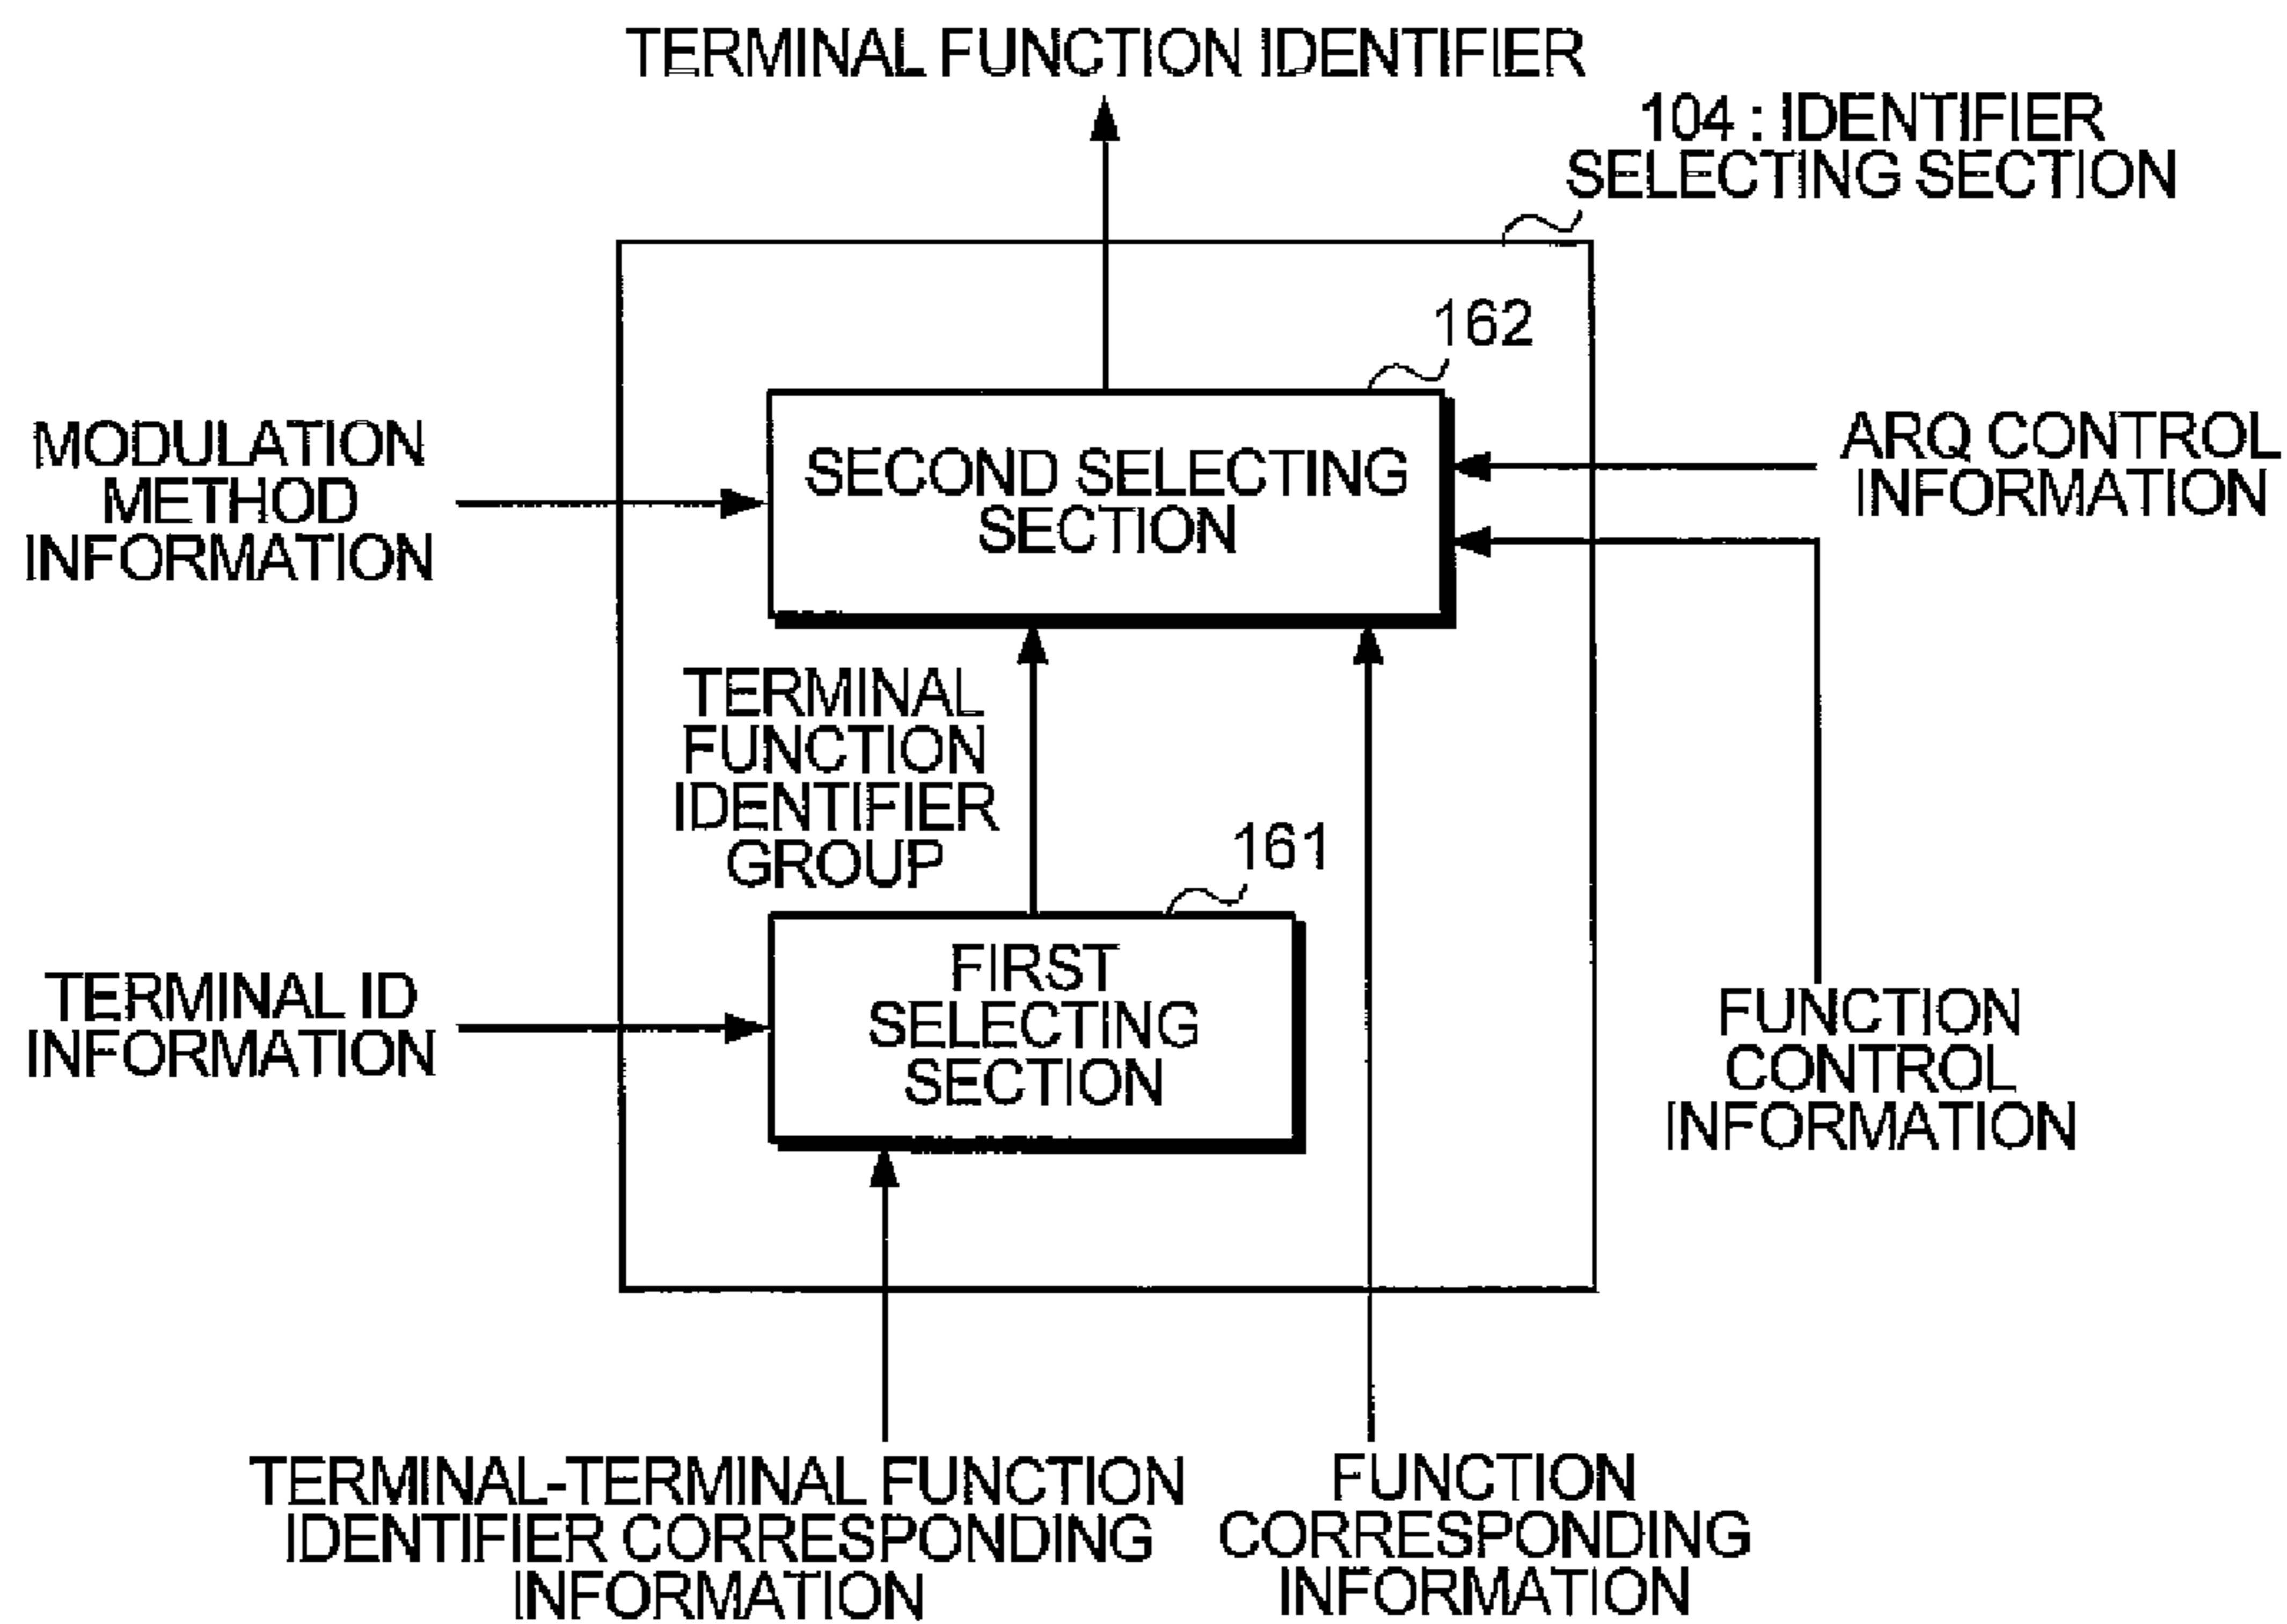 TERMINAL FUNCTION IDENTIFIER
104 : IDENTIFIER
SELECTING SECTION
162
MODULATION
METHOD
INFORMATION
SECOND SELECTING
SECTION
ARQ CONTROL
INFORMATION
TERMINAL
FUNCTION
IDENTIFIER
GROUP
161
TERMINAL ID
INFORMATION
FIRST
SELECTING
SECTION
FUNCTION
CONTROL
INFORMATION
TERMINAL-TERMINAL FUNCTION
IDENTIFIER CORRESPONDING
INFORMATION
FUNCTION
CORRESPONDING
INFORMATION